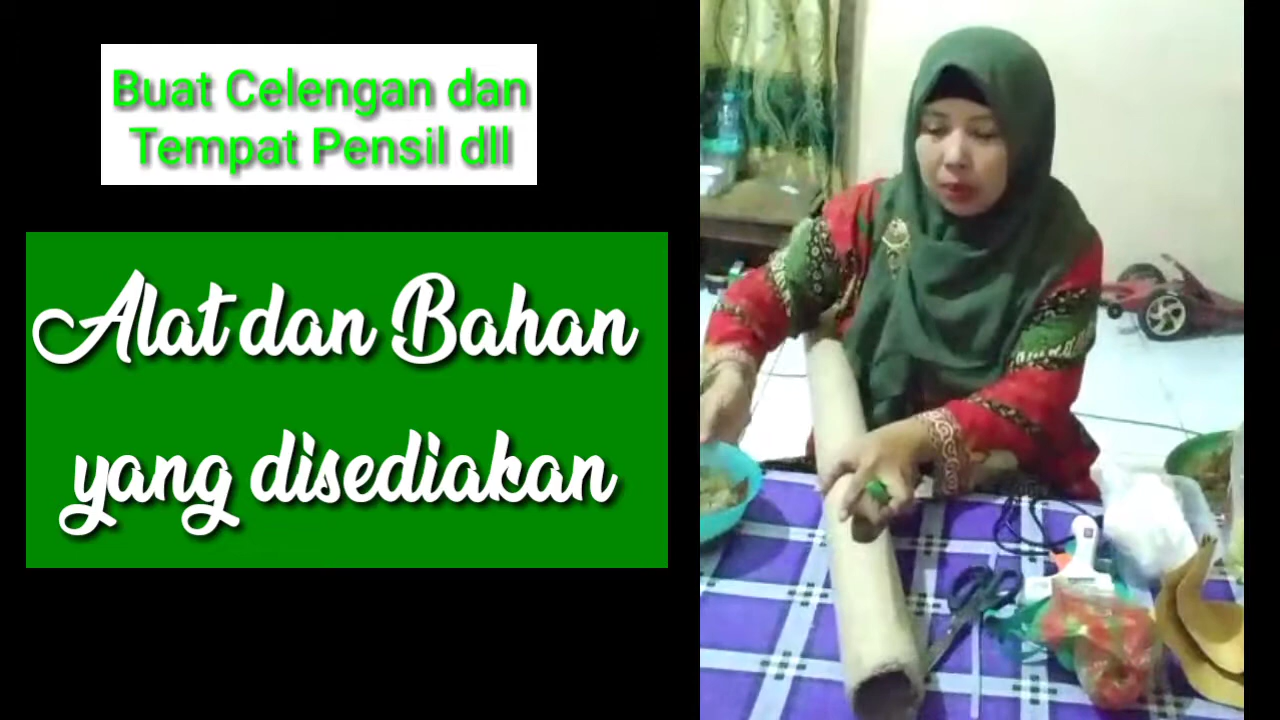 Buat Celengan dan
Tempat Pensil dll
Alat dan Bahan
yang disediakan